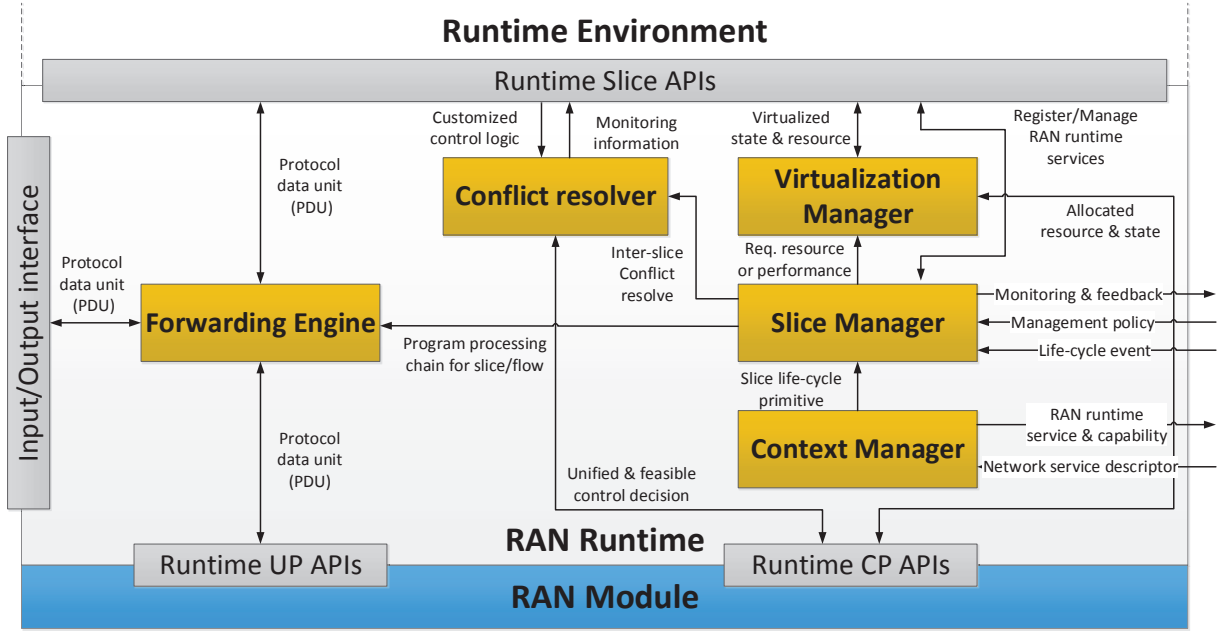 Runtime Environment
Runtime Slice APIs
Customized
control logic
Monitoring
information
Virtualized
state & resource
Register/Manage
RAN runtime
services
Protocol
data unit
(PDU)
Conflict resolver
Virtualization
Manager
Allocated
resource & state
Input/Output interface
Protocol
data unit
(PDU)
Inter-slice
Conflict
resolve
Req. resource
or performance
Forwarding Engine
Slice Manager
Monitoring & feedback
Management policy
Life-cycle event
Program processing
chain for slice/flow
Slice life-cycle
primitive
Context Manager
RAN runtime
service & capability
Network service descriptor
Protocol
data unit
(PDU)
Unified & feasible
control decision
RAN Runtime
Runtime UP APIs
Runtime CP APIs
RAN Module